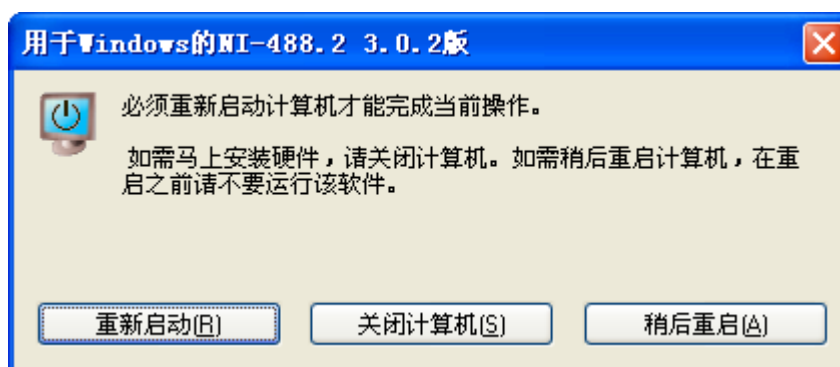 用于Windows的NI-488.2 3.0.2版
必须重新启动计算机才能完成当前操作。
如需马上安装硬件，请关闭计算机。如需稍后重启计算机，在重
启之前请不要运行该软件。
重新启动(R) 关闭计算机(S) 稍后重启(A)